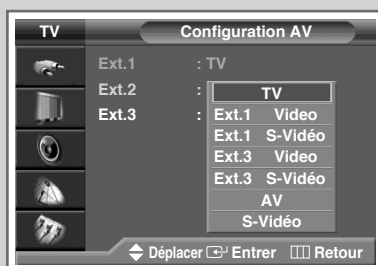 TV Configuration AV
Ext.1 : TV
Ext.2 : TV
Ext.3 : Ext.1 Video
Ext.1 S-Vidéo
Ext.3 Video
Ext.3 S-Vidéo
AV
S-Vidéo
Déplacer Entrer Retour